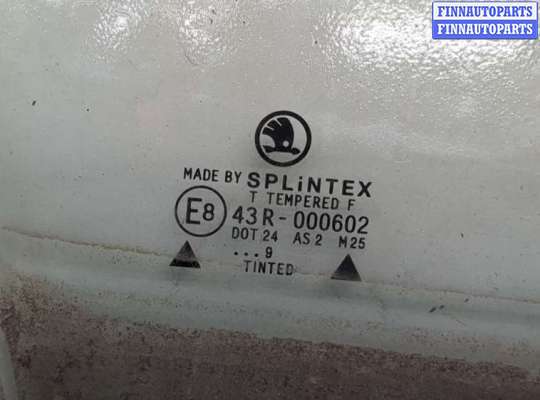 FINNAUTOPARTS
FINNAUTOPARTS
MADE BY SPLiNTEX
T TEMPERED F
E8 43R-000602
DOT 24 AS 2 M25
...9
TINTED